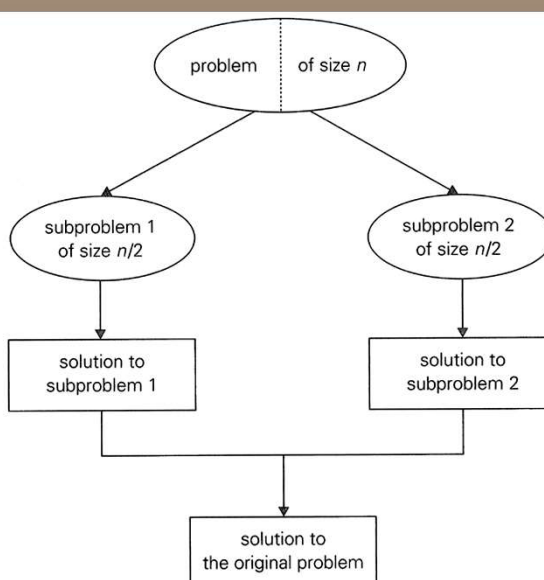 problem of size n
subproblem 1
of size n/2
subproblem 2
of size n/2
solution to
subproblem 1
solution to
subproblem 2
solution to
the original problem